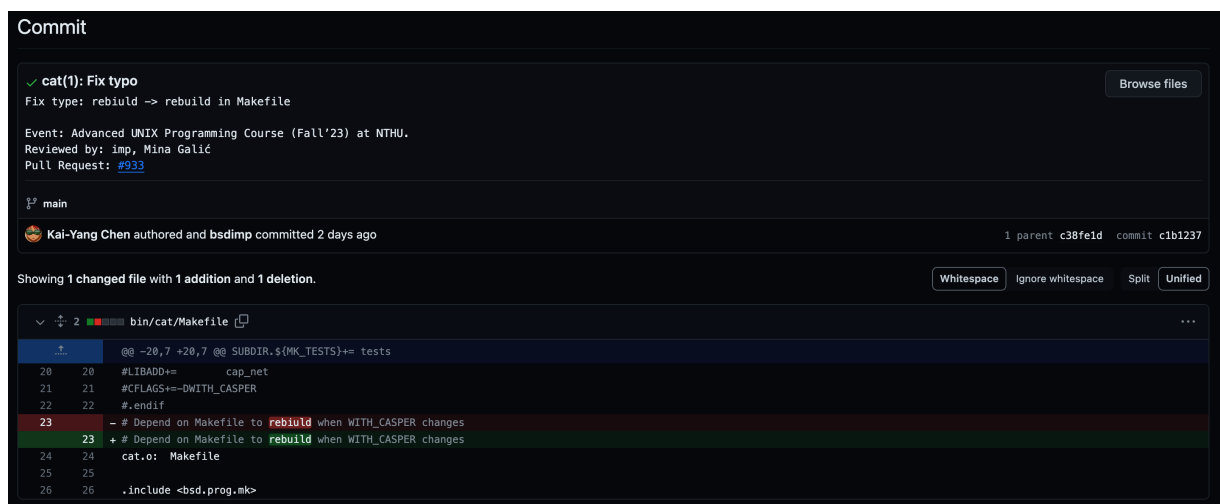 Commit
cat(1): Fix typo
Browse files
Fix type: rebiuld -> rebuild in Makefile
Event: Advanced UNIX Programming Course (Fall'23) at NTHU.
Reviewed by: imp, Mina Galić
Pull Request: #933
main
Kai-Yang Chen authored and bsdimp committed 2 days ago
1 parent c38fe1d commit c1b1237
Showing 1 changed file with 1 addition and 1 deletion.
Whitespace Ignore whitespace Split Unified
2 bin/cat/Makefile
@@ -20,7 +20,7 @@ SUBDIR.${MK_TESTS}+= tests
20 20 #LIBADD+= cap_net
21 21 #CFLAGS+=-DWITH_CASPER
22 22 #.endif
23 - # Depend on Makefile to rebiuld when WITH_CASPER changes
23 + # Depend on Makefile to rebuild when WITH_CASPER changes
24 24 cat.o: Makefile
25 25
26 26 .include <bsd.prog.mk>